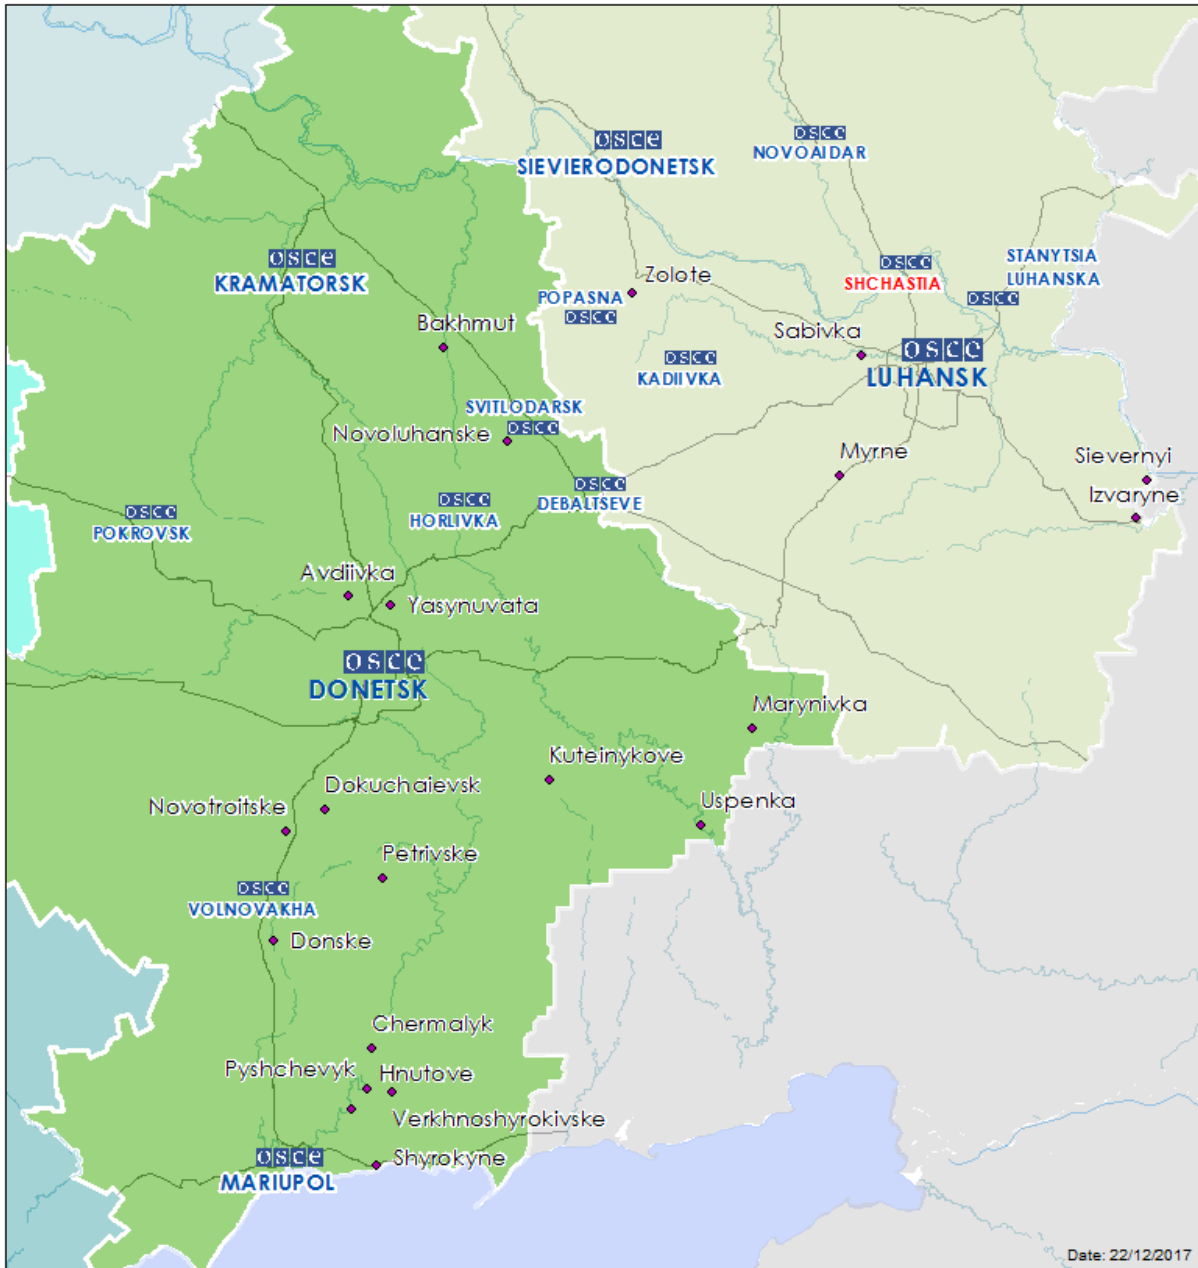 OSCE
SIEVIERODONETSK
OSCE
NOVOAIDAR
OSCE
KRAMATORSK
OSCE
SHCHASTIA
STANYTSIA
LUHANSKA
OSCE
Zolote
POPASNA
OSCE
Bakhmut
Sabivka
OSCE
LUHANSK
OSCE
KADIIVKA
SVITLODARSK
OSCE
Novoluhanske
Myrne
Sievernyi
Izvaryne
OSCE
DEBALTSEVE
OSCE
HORLIVKA
OSCE
POKROVSK
Avdiivka
Yasynuvata
OSCE
DONETSK
Marynivka
Kuteinykove
Uspenka
Dokuchaievsk
Novotroitske
Petrivske
OSCE
VOLNOVAKHA
Donske
Chermalyk
Pyshchevyk
Hnutove
Verkhnoshyrokivske
OSCE
MARIUPOL
Shyrokyne
Date: 22/12/2017